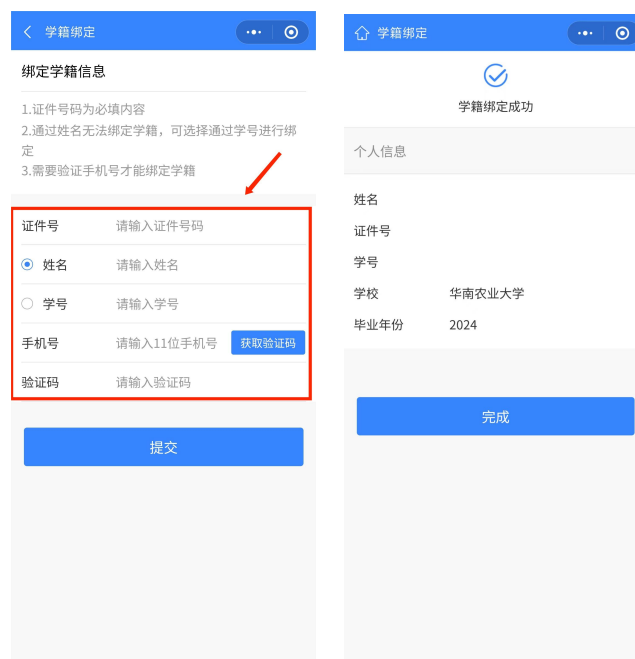 学籍绑定
绑定学籍信息
1.证件号码为必填内容
2.通过姓名无法绑定学籍，可选择通过学号进行绑
定
3.需要验证手机号才能绑定学籍
证件号 请输入证件号码
姓名 请输入姓名
学号 请输入学号
手机号 请输入11位手机号 获取验证码
验证码 请输入验证码
提交
学籍绑定
学籍绑定成功
个人信息
姓名
证件号
学号
学校 华南农业大学
毕业年份 2024
完成